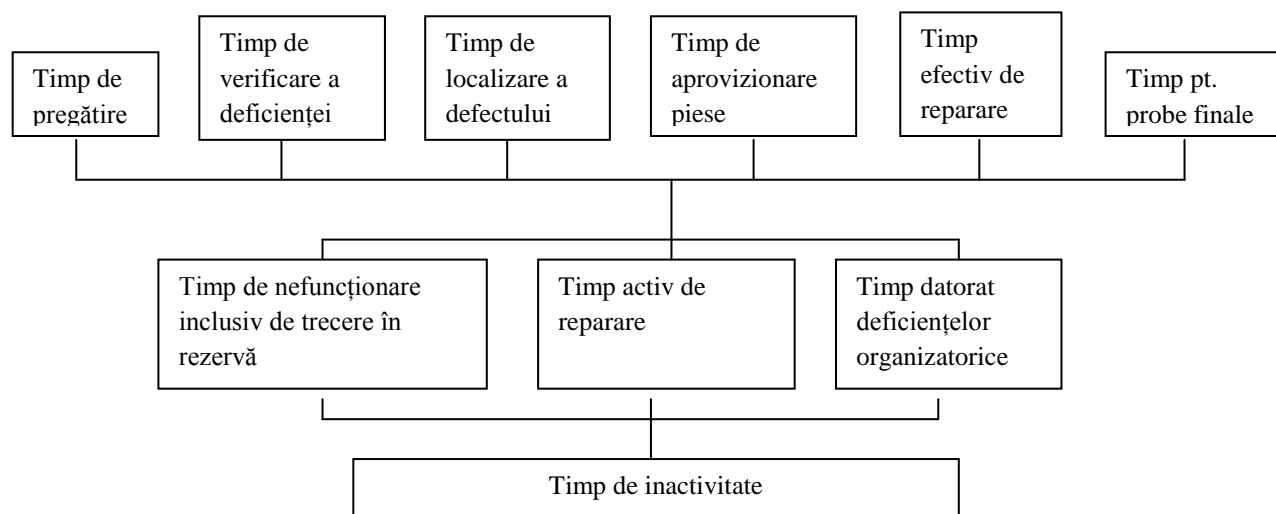 Timp de
pregătire
Timp de
verificare a
deficienței
Timp de
localizare a
defectului
Timp de
aprovizionare
piese
Timp
efectiv de
reparare
Timp pt.
probe finale
Timp de nefuncționare
inclusiv de trecere în
rezervă
Timp activ de
reparare
Timp datorat
deficiențelor
organizatorice
Timp de inactivitate